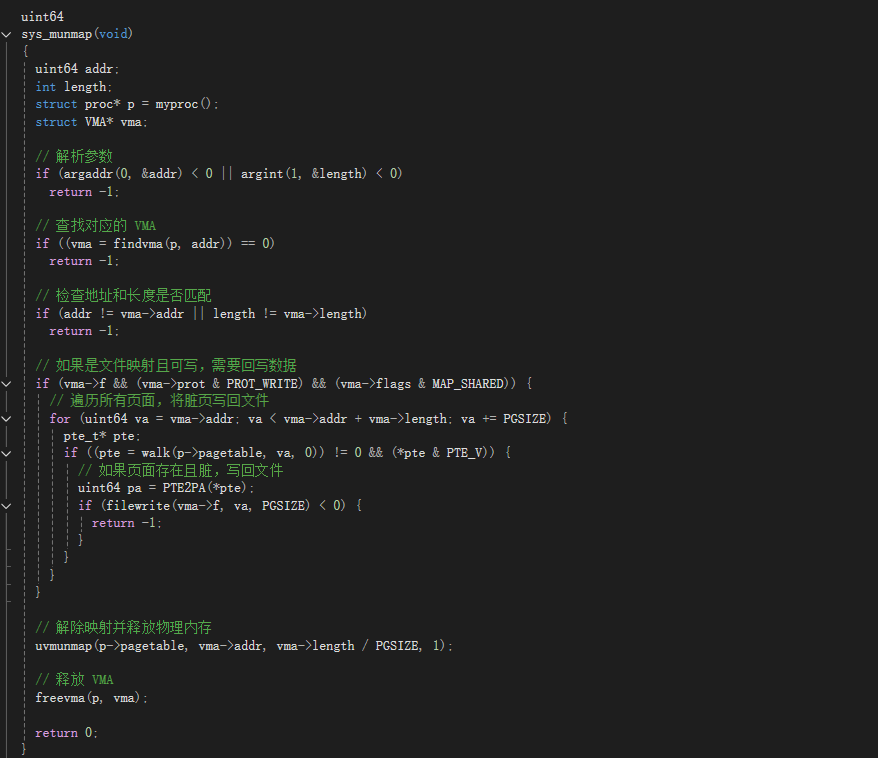 uint64
sys_munmap(void)
{
uint64 addr;
int length;
struct proc* p = myproc();
struct VMA* vma;
// 解析参数
if (argaddr(0, &addr) < 0 || argint(1, &length) < 0)
return -1;
// 查找对应的 VMA
if ((vma = findvma(p, addr)) == 0)
return -1;
// 检查地址和长度是否匹配
if (addr != vma->addr || length != vma->length)
return -1;
// 如果是文件映射且可写，需要回写数据
if (vma->f && (vma->prot & PROT_WRITE) && (vma->flags & MAP_SHARED)) {
// 遍历所有页面，将脏页写回文件
for (uint64 va = vma->addr; va < vma->addr + vma->length; va += PGSIZE) {
pte_t* pte;
if ((pte = walk(p->pagetable, va, 0)) != 0 && (*pte & PTE_V)) {
// 如果页面存在且脏，写回文件
uint64 pa = PTE2PA(*pte);
if (filewrite(vma->f, va, PGSIZE) < 0) {
return -1;
}
}
}
}
// 解除映射并释放物理内存
uvmunmap(p->pagetable, vma->addr, vma->length / PGSIZE, 1);
// 释放 VMA
freevma(p, vma);
return 0;
}